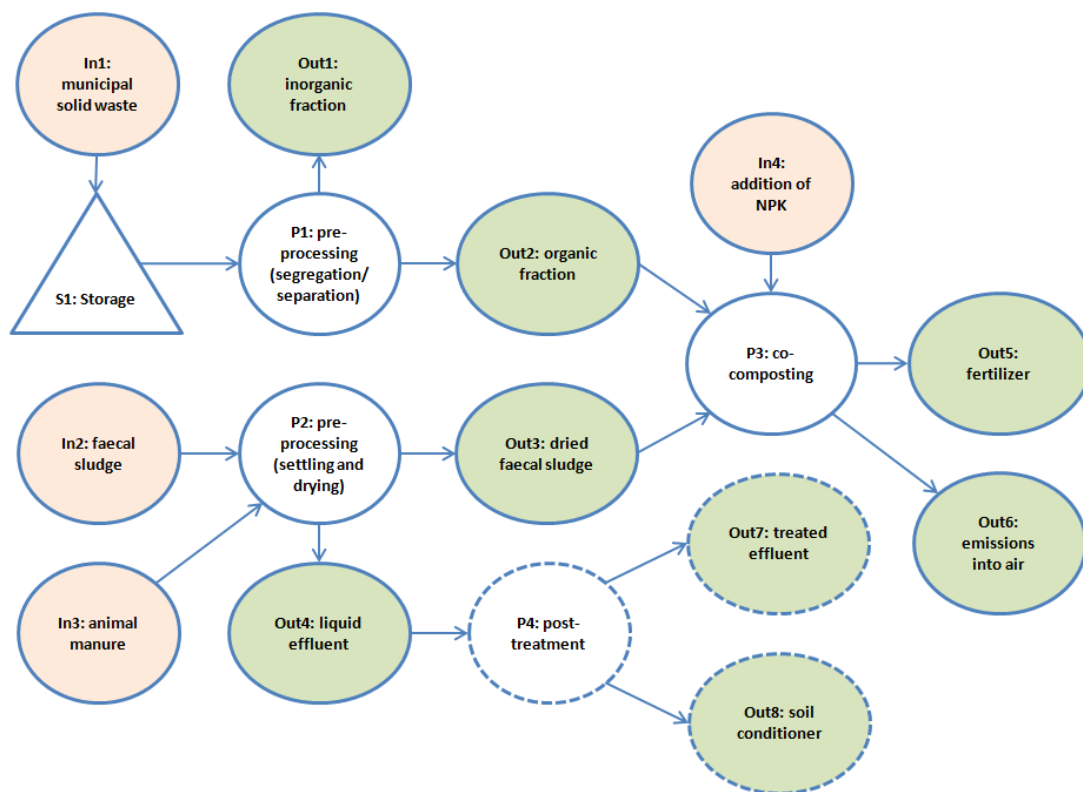 In1:
municipal
solid waste
Out1:
inorganic
fraction
In4:
addition of
NPK
P1: pre-
processing
(segregation/
separation)
Out2: organic
fraction
S1: Storage
P3: co-
composting
Out5:
fertilizer
In2: faecal
sludge
P2: pre-
processing
(settling and
drying)
Out3: dried
faecal sludge
Out7: treated
effluent
Out6:
emissions
into air
In3: animal
manure
Out4: liquid
effluent
P4: post-
treatment
Out8: soil
conditioner